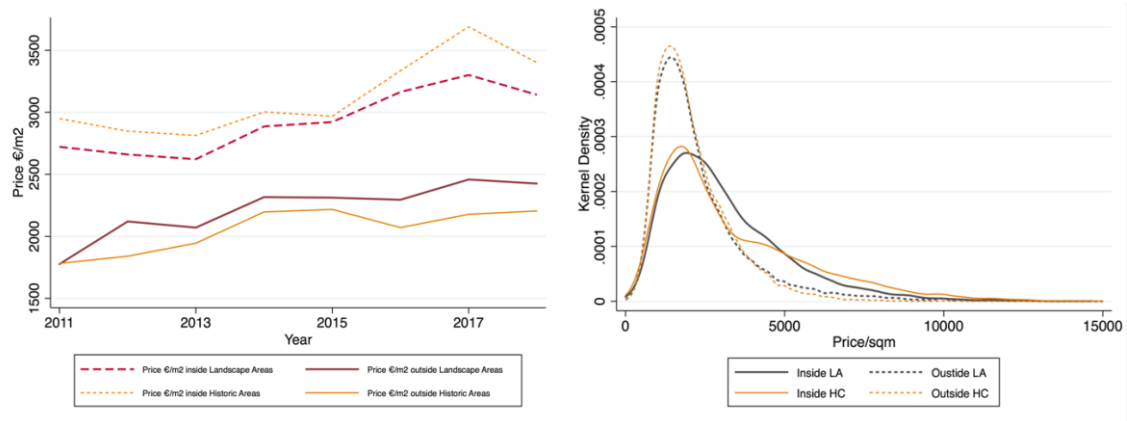 Price €/m2
3500
3000
2500
2000
1500
2011
2013
2015
2017
Year
Price €/m2 inside Landscape Areas
Price €/m2 outside Landscape Areas
Price €/m2 inside Historic Areas
Price €/m2 outside Historic Areas
Kernel Density
.0005
.0004
.0003
.0002
.0001
0
0
5000
10000
15000
Price/sqm
Inside LA
Oustide LA
Inside HC
Outside HC